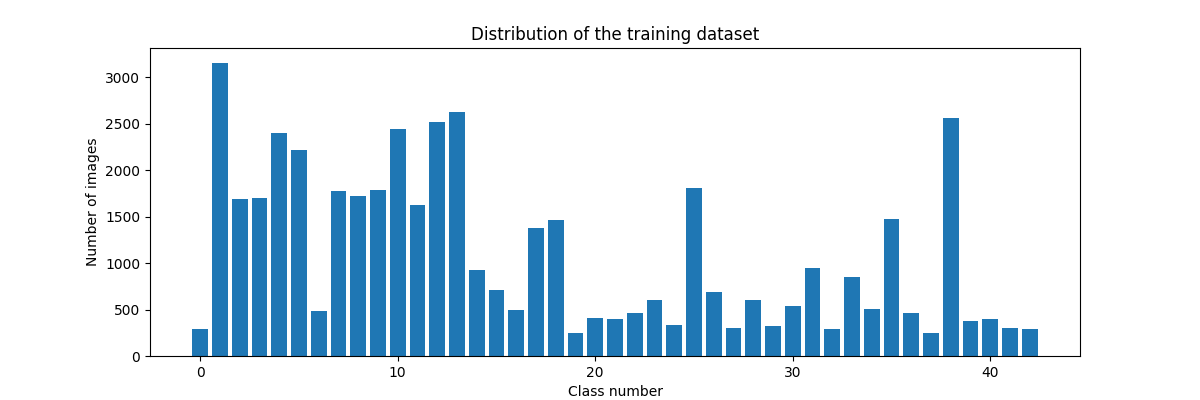 Distribution of the training dataset
3000
2500
2000
1500
1000
500
0
Number of images
0 10 20 30 40
Class number